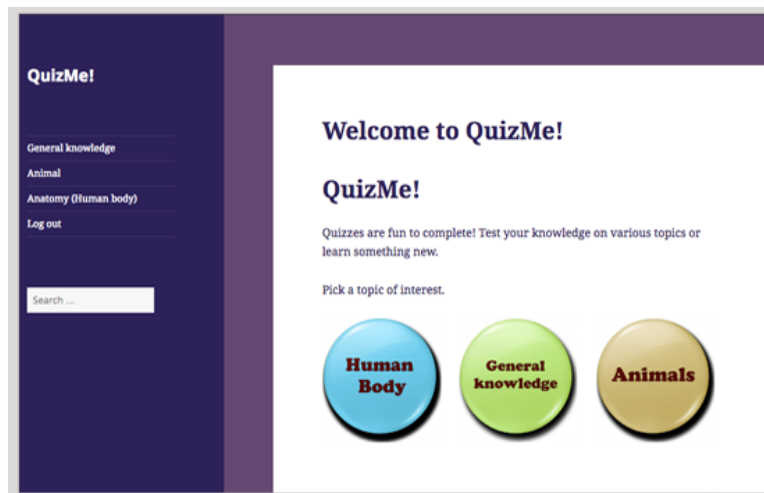 QuizMe!
General knowledge
Animal
Anatomy (Human body)
Log out
Search ...
Welcome to QuizMe!
QuizMe!
Quizzes are fun to complete! Test your knowledge on various topics or
learn something new.
Pick a topic of interest.
Human
Body
General
knowledge
Animals